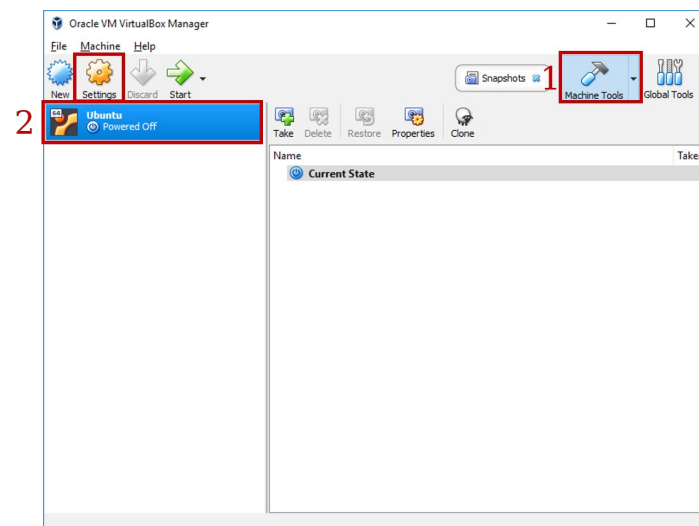 Oracle VM VirtualBox Manager
File Machine Help
New Settings Discard Start
Snapshots
1
Machine Tools
Global Tools
2
64
Ubuntu
Powered Off
Take Delete Restore Properties Clone
Name Take
Current State